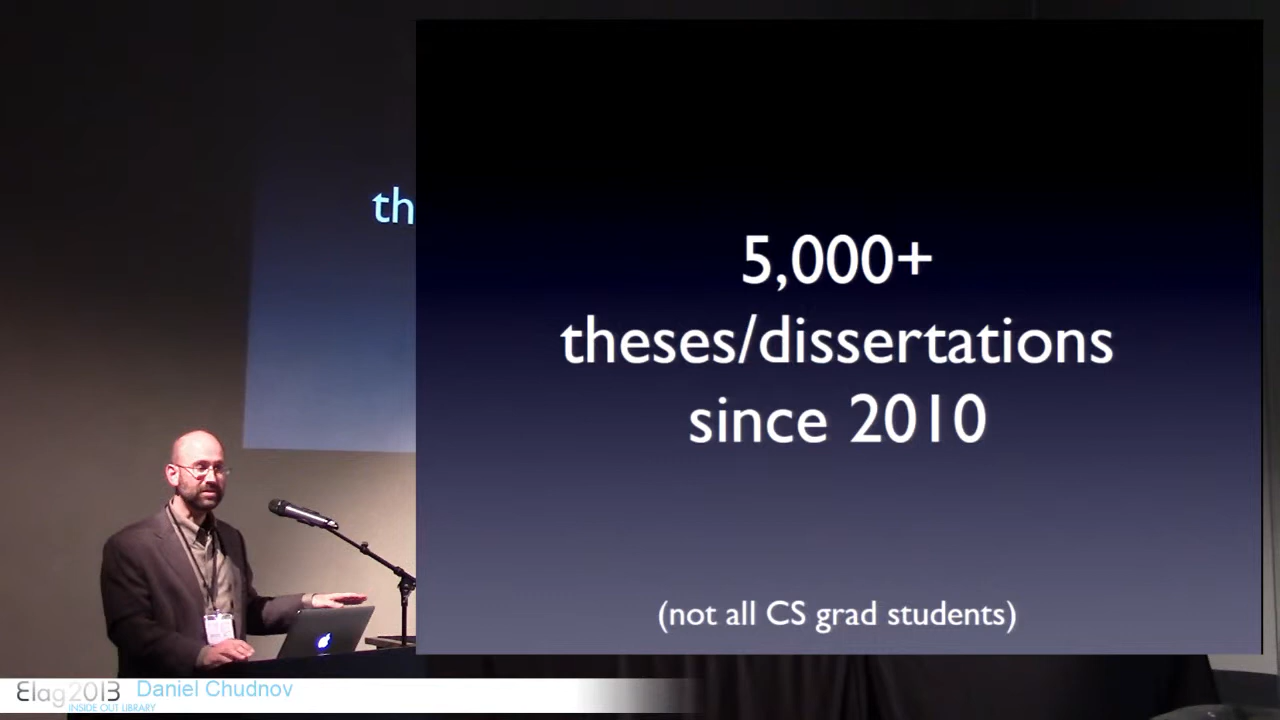 th
5,000+
theses/dissertations
since 2010
(not all CS grad students)
Elag2013 Daniel Chudnov
INSIDE OUT LIBRARY